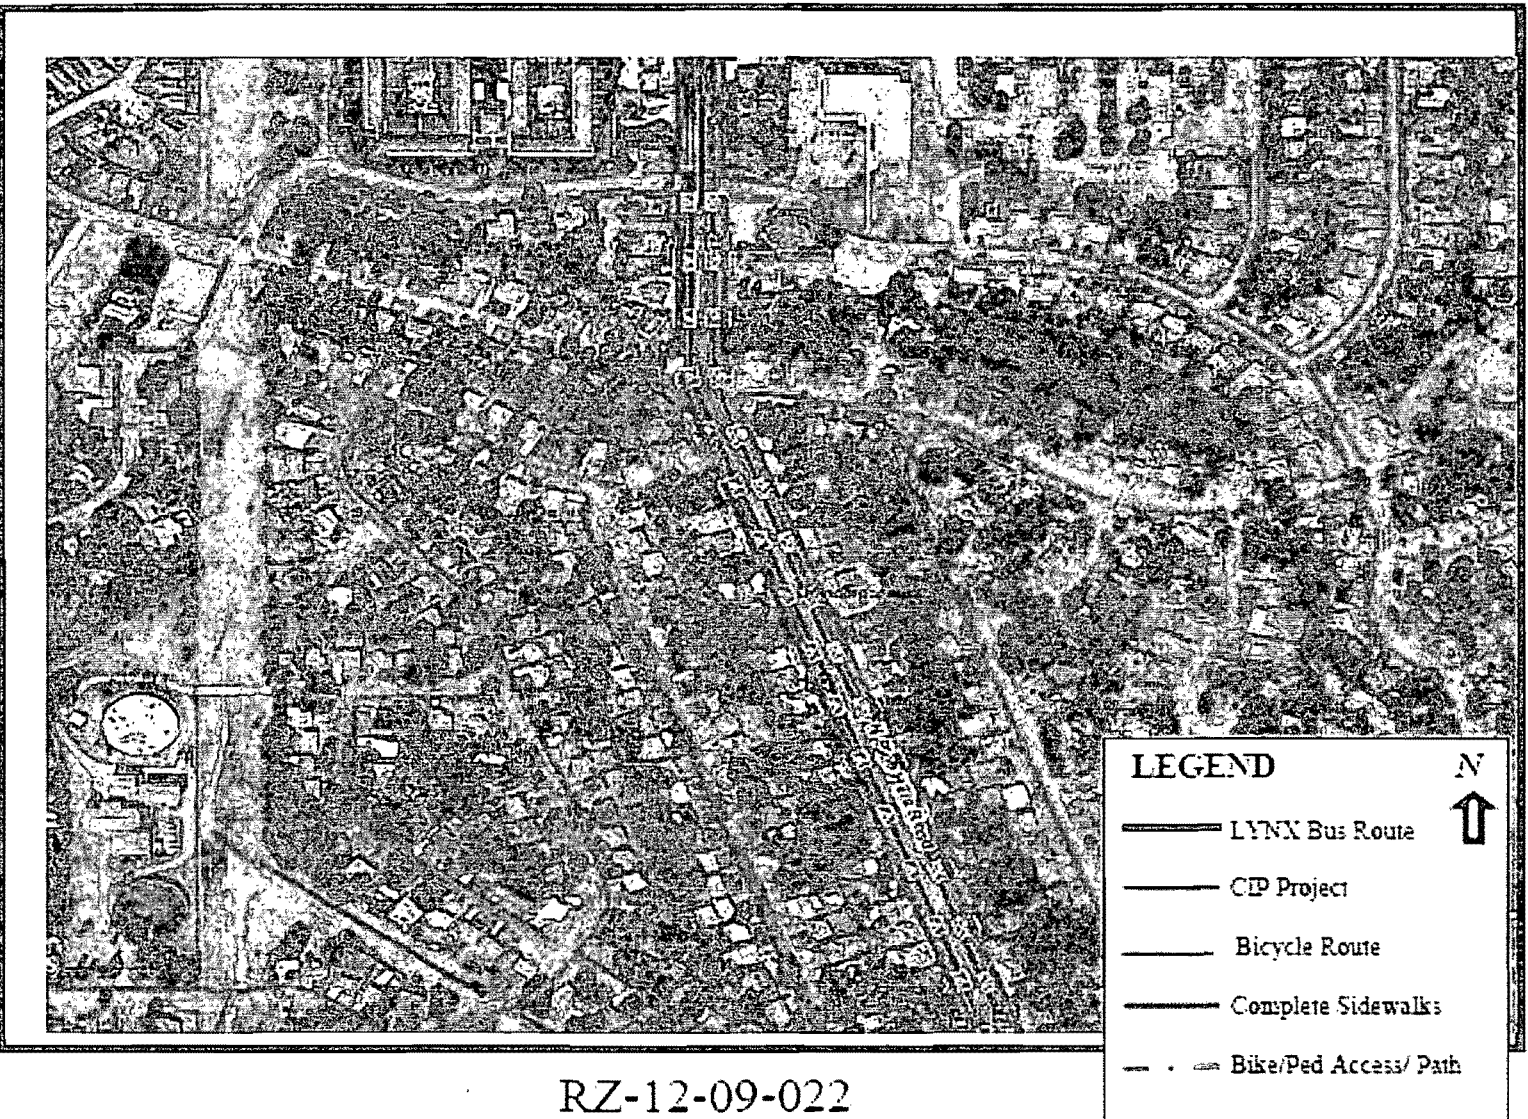 LEGEND
N
LYNX Bus Route
CIP Project
Bicycle Route
Complete Sidewalks
Bike/Ped Access/ Path
RZ-12-09-022